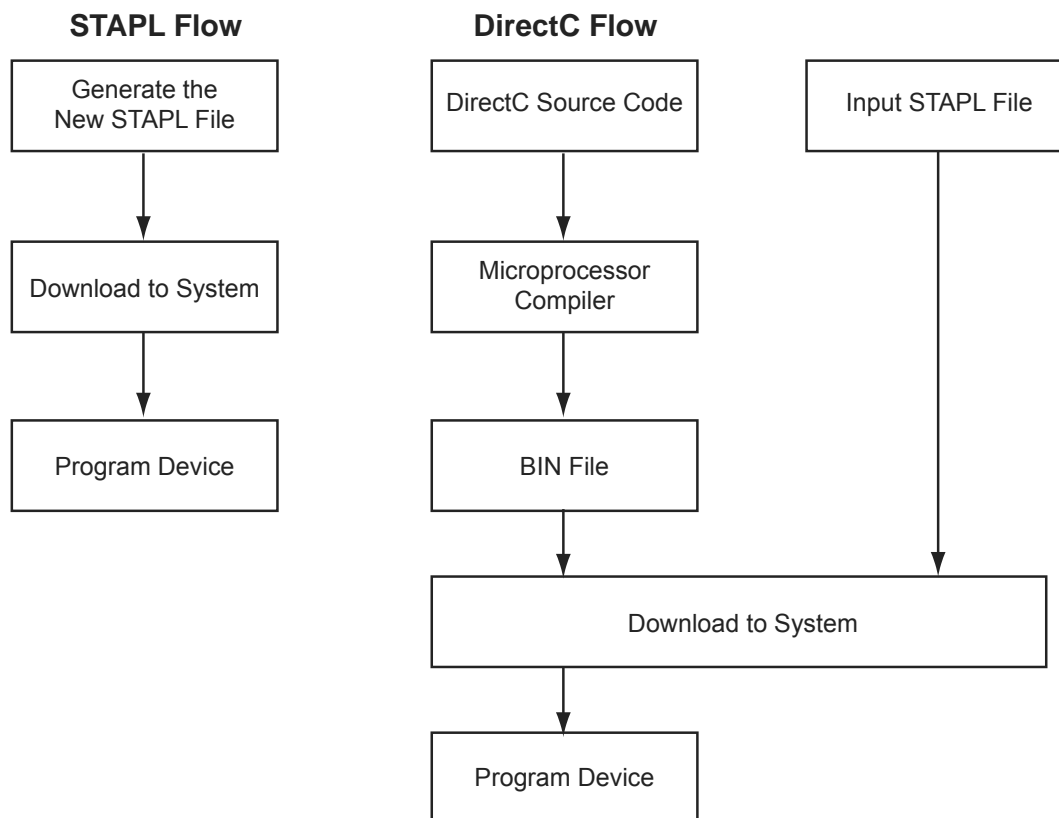 STAPL Flow
Generate the
New STAPL File
Download to System
Program Device
DirectC Flow
DirectC Source Code
Input STAPL File
Microprocessor
Compiler
BIN File
Download to System
Program Device